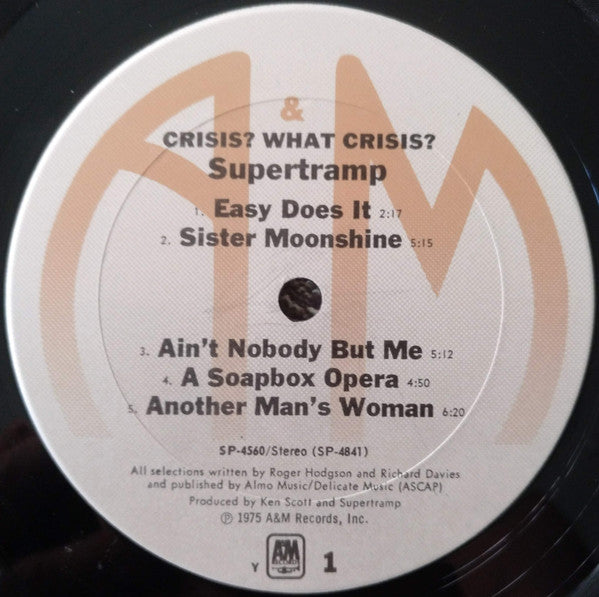 A&M
CRISIS? WHAT CRISIS?
Supertramp
1. Easy Does It 2:17
2. Sister Moonshine 5:15
3. Ain't Nobody But Me 5:12
4. A Soapbox Opera 4:50
5. Another Man's Woman 6:20
SP-4560/Stereo (SP-4841)
All selections written by Roger Hodgson and Richard Davies
and published by Almo Music/Delicate Music (ASCAP)
Produced by Ken Scott and Supertramp
℗ 1975 A&M Records, Inc.
Y A&M 1